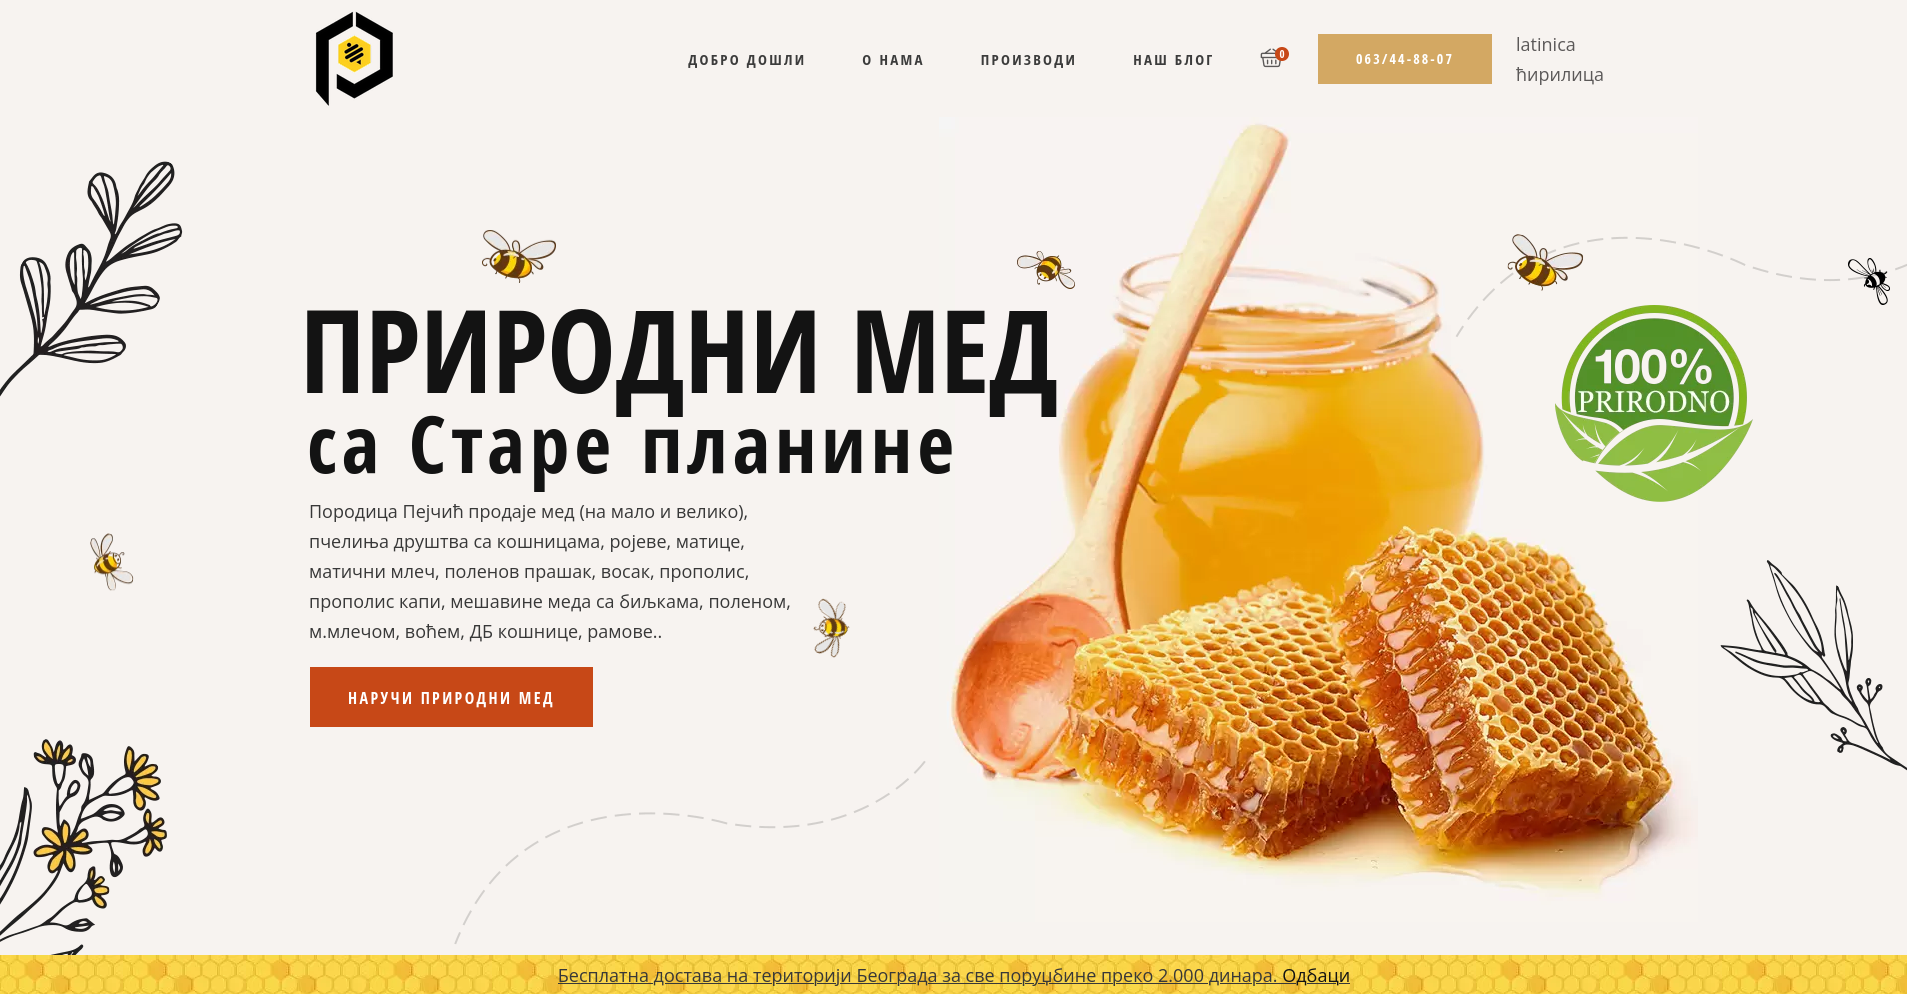 ДОБРО ДОШЛИ
О НАМА
ПРОИЗВОДИ
НАШ БЛОГ
0
063/44-88-07
latinica
ћирилица
ПРИРОДНИ МЕД
са Старе планине
100%
PRIRODNO
Породица Пејчић продаје мед (на мало и велико),
пчелиња друштва са кошницама, ројеве, матице,
матични млеч, поленов прашак, восак, прополис,
прополис капи, мешавине меда са биљкама, поленом,
м.млечом, воћем, ДБ кошнице, рамове..
НАРУЧИ ПРИРОДНИ МЕД
Бесплатна достава на територији Београда за све поруџбине преко 2.000 динара. Одбаци